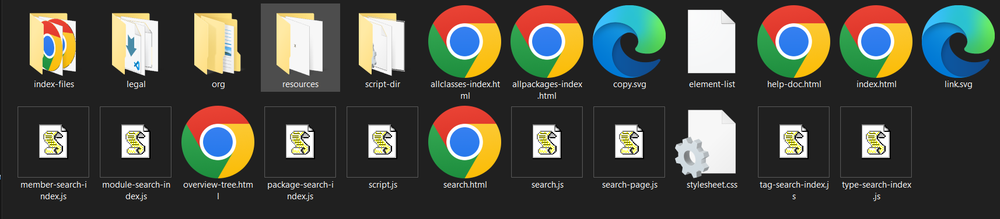 index-files
legal
org
resources
script-dir
allclasses-index.ht
ml
allpackages-index
.html
copy.svg
element-list
help-doc.html
index.html
link.svg
member-search-i
ndex.js
module-search-in
dex.js
overview-tree.htm
l
package-search-i
ndex.js
script.js
search.html
search.js
search-page.js
stylesheet.css
tag-search-index.j
s
type-search-index
.js